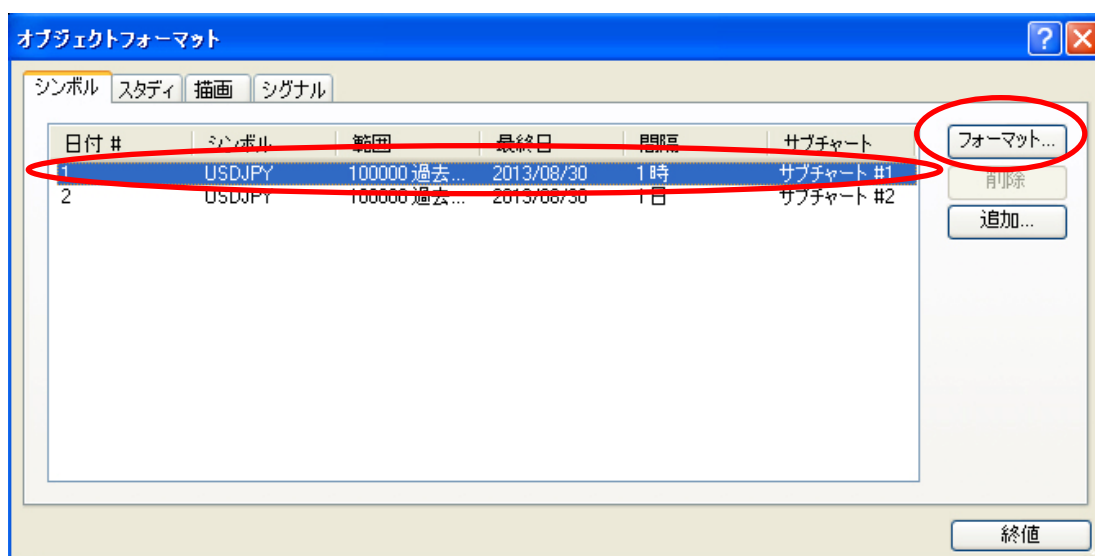 オブジェクトフォーマット
シンボル スタディ 描画 シグナル
日付 # シンボル 範囲 最終日 間隔 サブチャート
1 USDJPY 100000 過去... 2013/08/30 1 時 サブチャート #1
2 USDJPY 100000 過去... 2013/08/30 1 日 サブチャート #2
フォーマット...
削除
追加...
終値